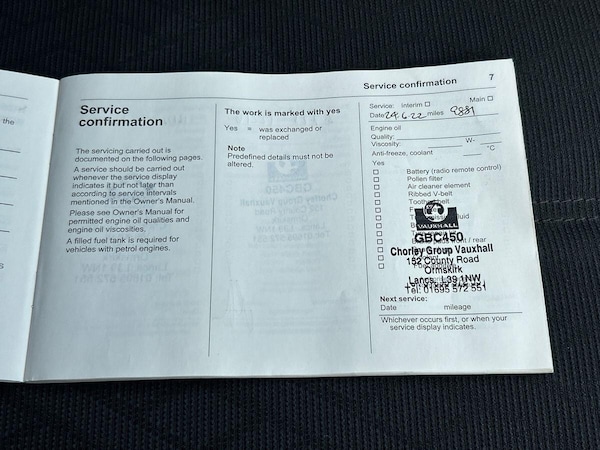 Service confirmation 7
Service
confirmation
The servicing carried out is
documented on the following pages.
A service should be carried out
whenever the service display
indicates it but not later than
according to service intervals
mentioned in the Owner's Manual.
Please see Owner's Manual for
permitted engine oil qualities and
engine oil viscosities.
A filled fuel tank is required for
vehicles with petrol engines.
The work is marked with yes
Yes = was exchanged or
replaced
Note
Predefined details must not be
altered.
Service: Interim ☐ Main ☐
Date 24.6.22 miles 9881
Engine oil
Quality:
Viscosity: W-
Anti-freeze, coolant °C
Yes
☐ Battery (radio remote control)
☐ Pollen filter
☐ Air cleaner element
☐ Ribbed V-belt
☐ Toothed belt
fluid
/ rear
VAUXHALL
GBC450
Chorley Group Vauxhall
152 County Road
Ormskirk
Lancs. L39 1NW
Tel: 01695 572 551
Next service:
Date mileage
Whichever occurs first, or when your
service display indicates.
the